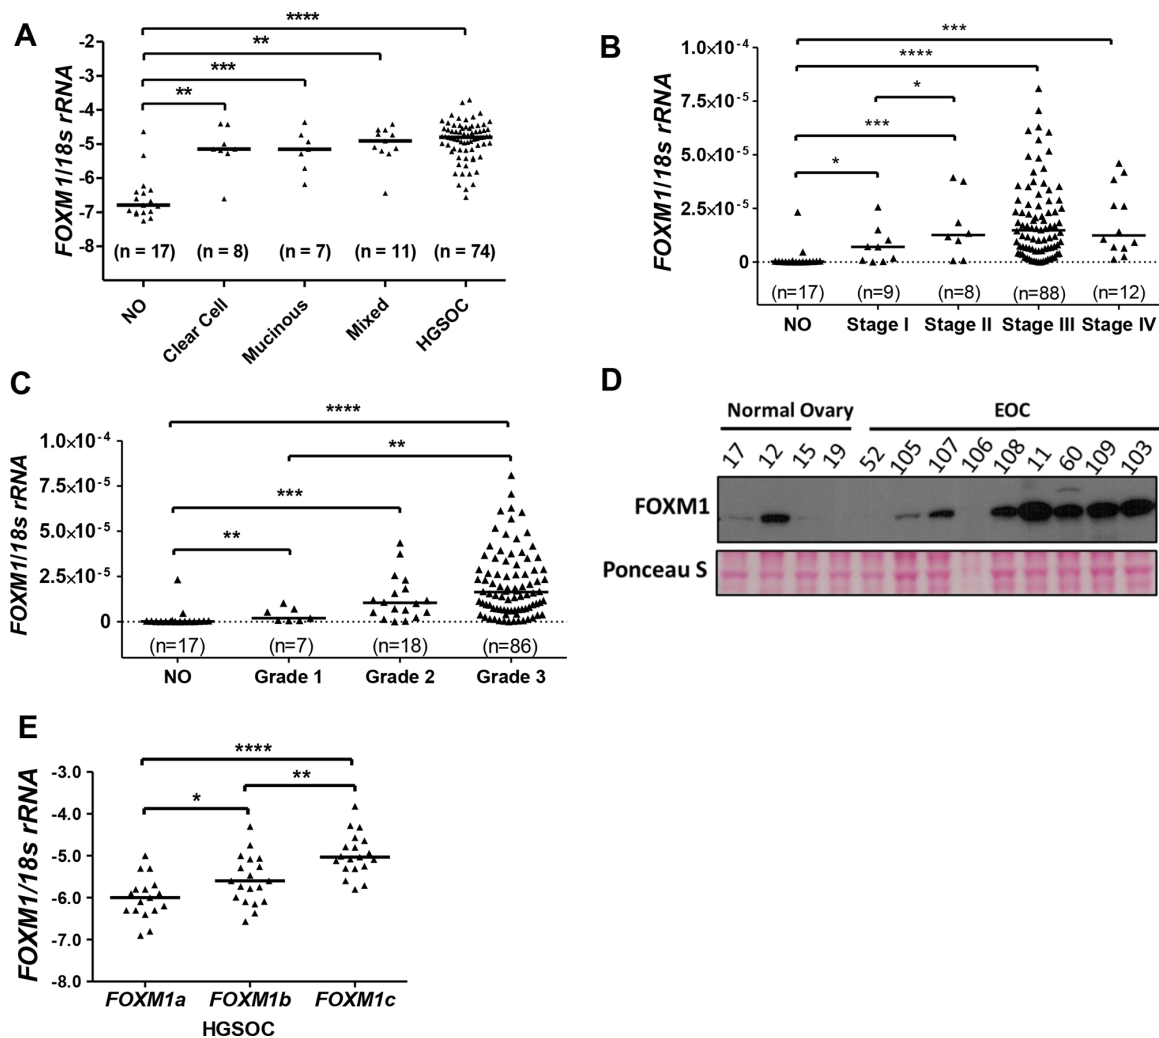 A
FOXM1/18s rRNA
-2
-3
-4
-5
-6
-7
-8
****
**
***
**
(n = 17)
(n = 8)
(n = 7)
(n = 11)
(n = 74)
NO
Clear Cell
Mucinous
Mixed
HGSOC
B
FOXM1/18s rRNA
1.0×10⁻⁴
7.5×10⁻⁵
5.0×10⁻⁵
2.5×10⁻⁵
0
***
****
*
***
*
(n=17)
(n=9)
(n=8)
(n=88)
(n=12)
NO
Stage I
Stage II
Stage III
Stage IV
C
FOXM1/18s rRNA
1.0×10⁻⁴
7.5×10⁻⁵
5.0×10⁻⁵
2.5×10⁻⁵
0
****
**
***
**
(n=17)
(n=7)
(n=18)
(n=86)
NO
Grade 1
Grade 2
Grade 3
D
Normal Ovary
EOC
17
12
15
19
52
105
107
106
108
11
60
109
103
FOXM1
Ponceau S
E
FOXM1/18s rRNA
-3.0
-4.0
-5.0
-6.0
-7.0
-8.0
****
**
*
FOXM1a
FOXM1b
FOXM1c
HGSOC